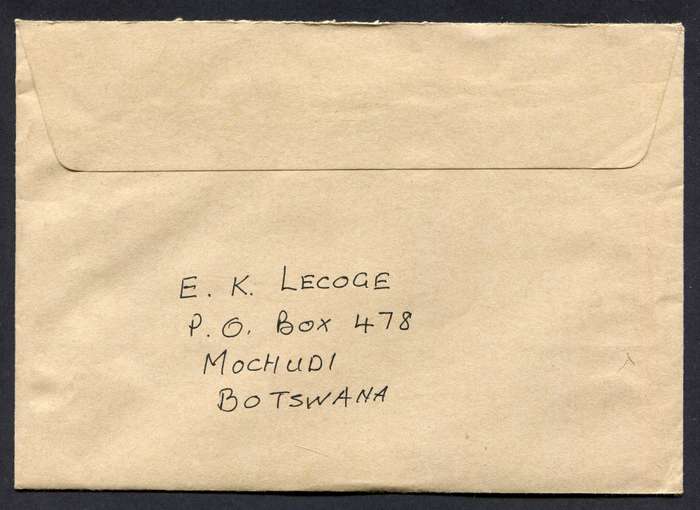 E. K. LECOGE
P.O. BOX 478
MOCHUDI
BOTSWANA